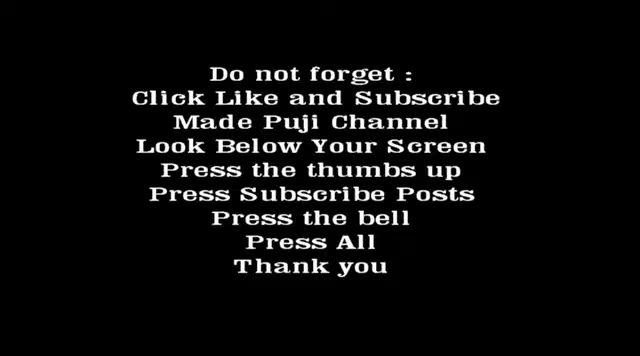 Do not forget :
Click Like and Subscribe
Made Puji Channel
Look Below Your Screen
Press the thumbs up
Press Subscribe Posts
Press the bell
Press All
Thank you